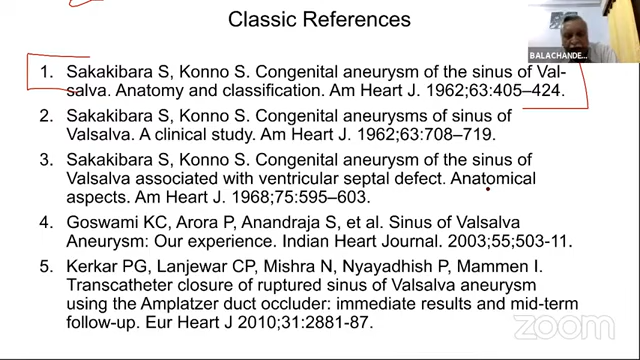 Classic References
BALACHANDE...
1. Sakakibara S, Konno S. Congenital aneurysm of the sinus of Val-
salva. Anatomy and classification. Am Heart J. 1962;63:405–424.
2. Sakakibara S, Konno S. Congenital aneurysms of sinus of
Valsalva. A clinical study. Am Heart J. 1962;63:708–719.
3. Sakakibara S, Konno S. Congenital aneurysm of the sinus of
Valsalva associated with ventricular septal defect. Anatomical
aspects. Am Heart J. 1968;75:595–603.
4. Goswami KC, Arora P, Anandraja S, et al. Sinus of Valsalva
Aneurysm: Our experience. Indian Heart Journal. 2003;55;503-11.
5. Kerkar PG, Lanjewar CP, Mishra N, Nyayadhish P, Mammen I.
Transcatheter closure of ruptured sinus of Valsalva aneurysm
using the Amplatzer duct occluder: immediate results and mid-term
follow-up. Eur Heart J 2010;31:2881-87.
zoom